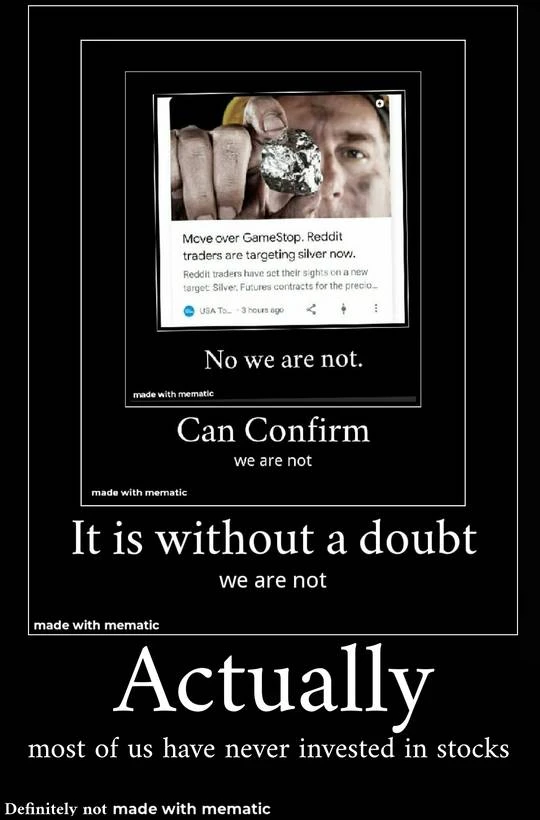 Move over GameStop. Reddit
traders are targeting silver now.
Reddit traders have set their sights on a new
target: Silver. Futures contracts for the precio...
USA To... · 3 hours ago
No we are not.
made with mematic
Can Confirm
we are not
made with mematic
It is without a doubt
we are not
made with mematic
Actually
most of us have never invested in stocks
Definitely not made with mematic